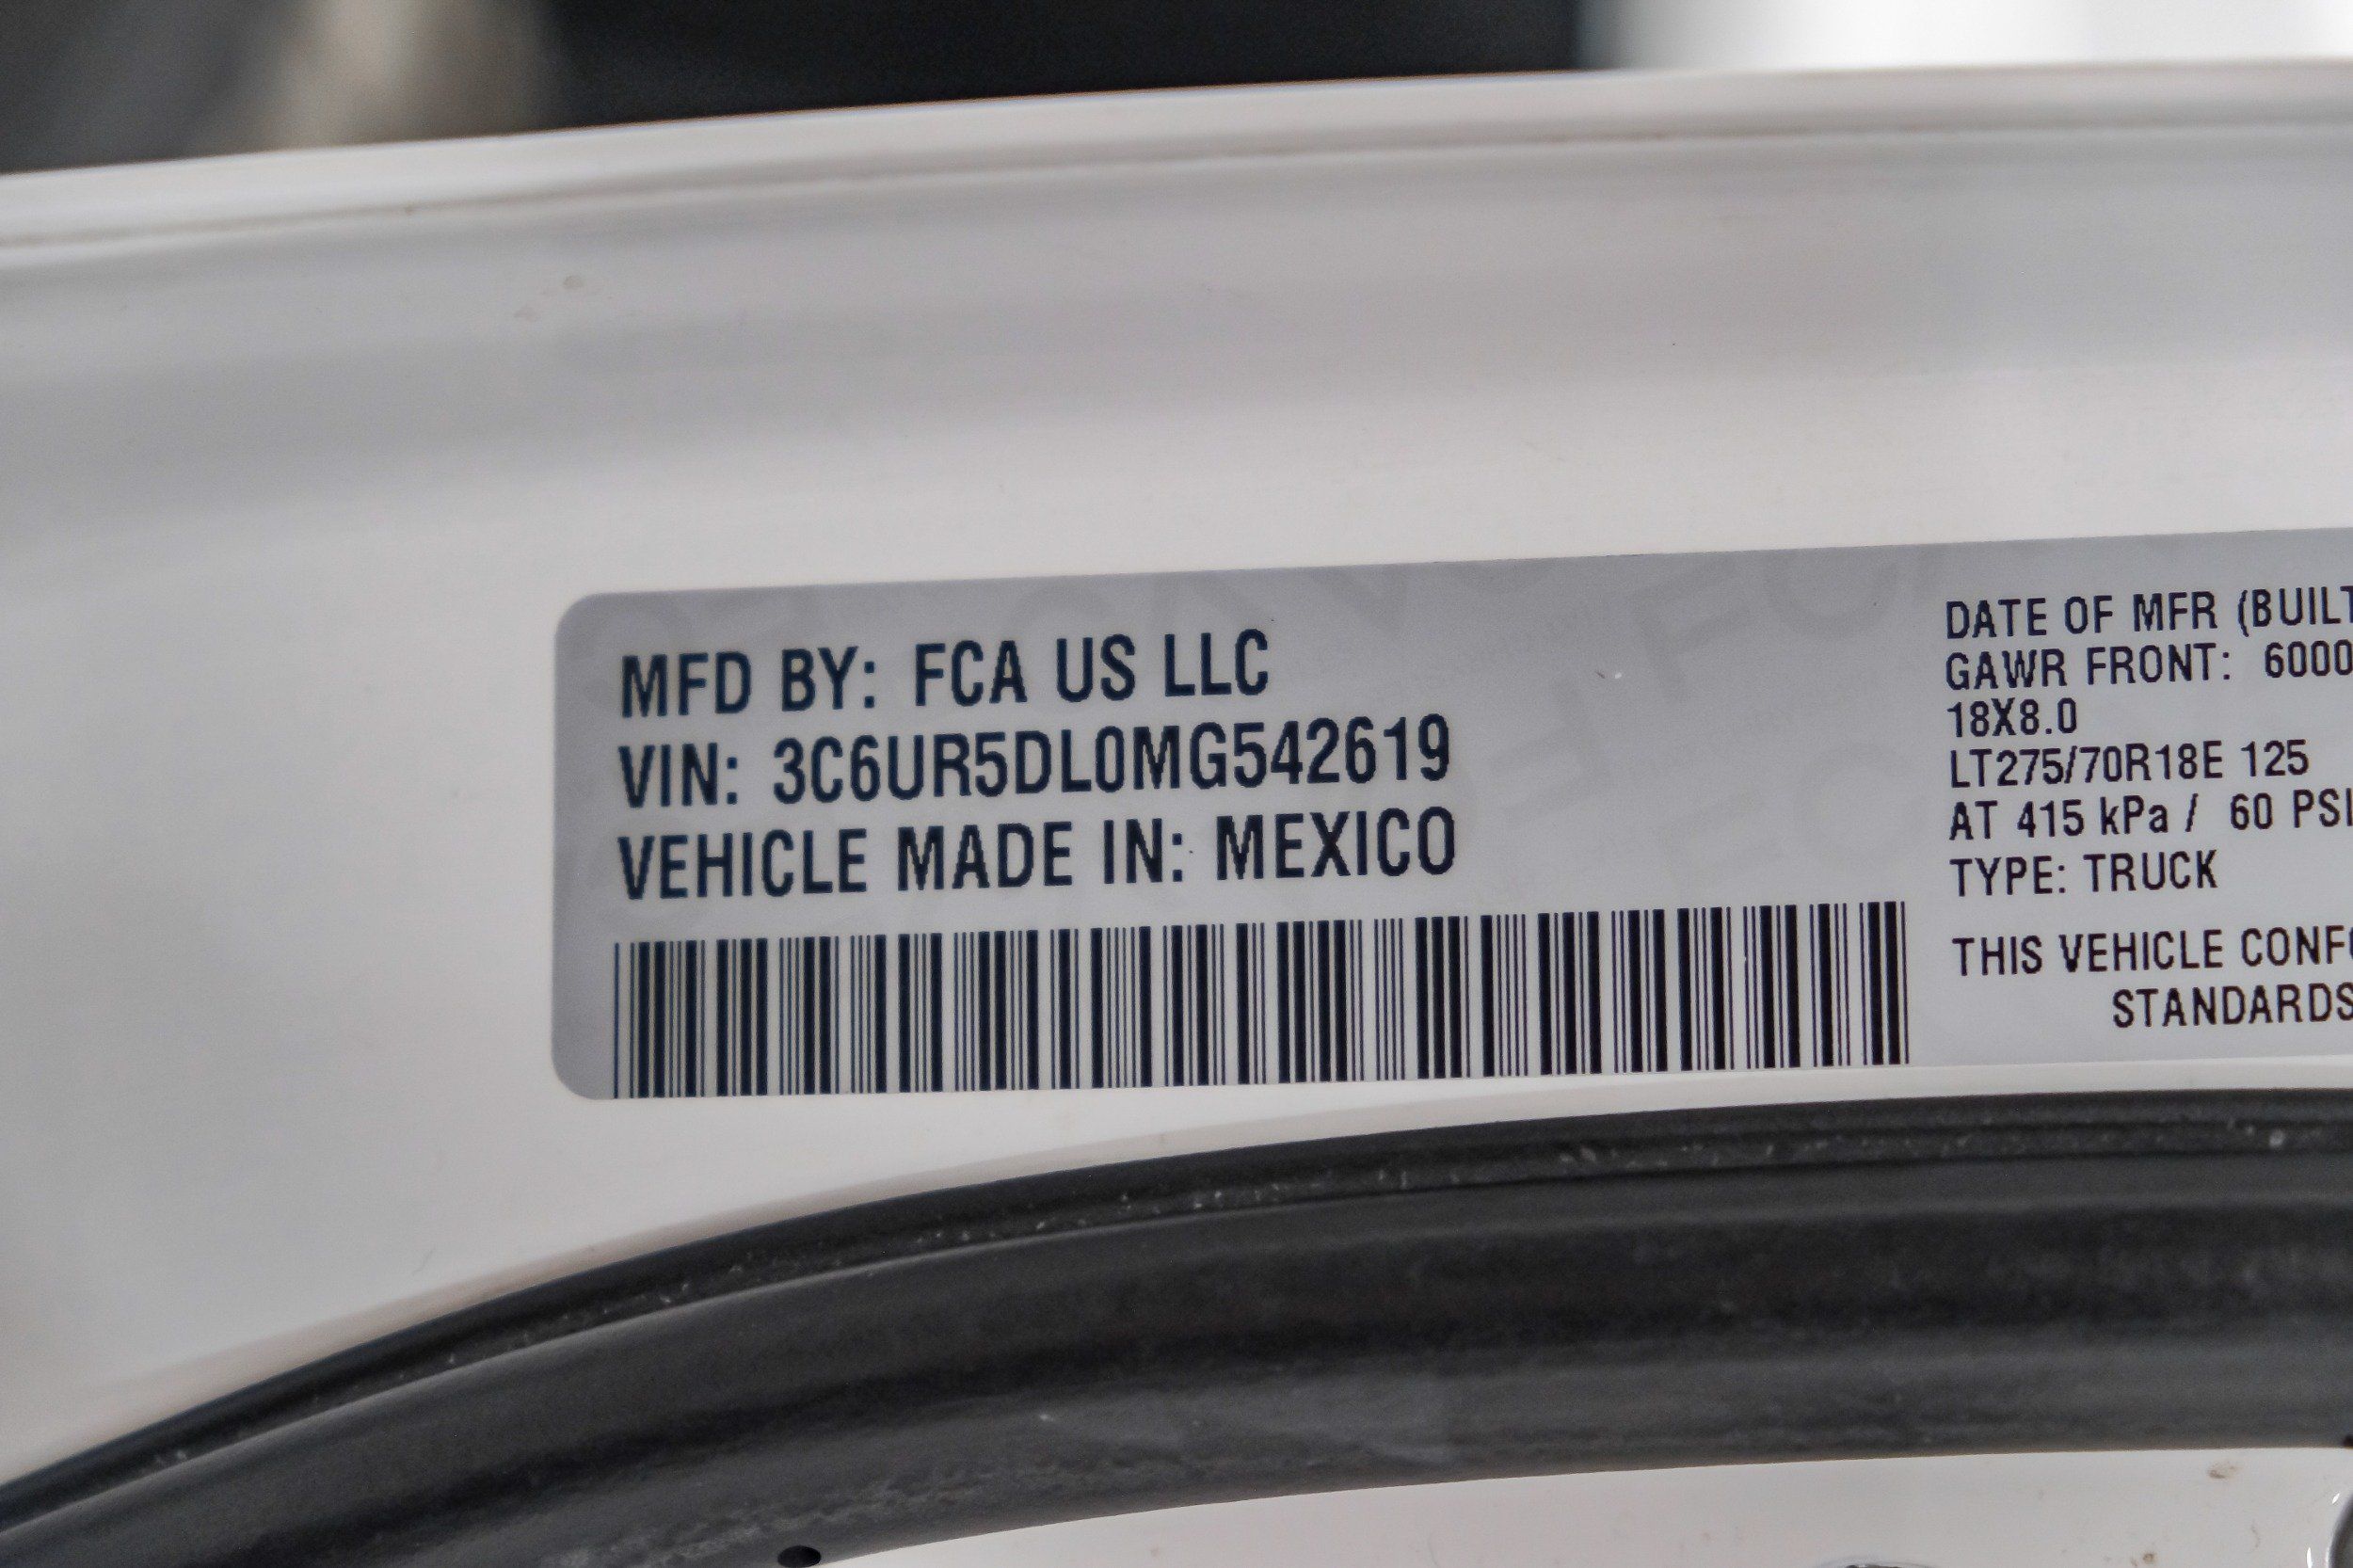 MFD BY: FCA US LLC
VIN: 3C6UR5DL0MG542619
VEHICLE MADE IN: MEXICO
DATE OF MFR (BUILT
GAWR FRONT: 6000
18X8.0
LT275/70R18E 125
AT 415 kPa / 60 PSI
TYPE: TRUCK
THIS VEHICLE CONFO
STANDARDS